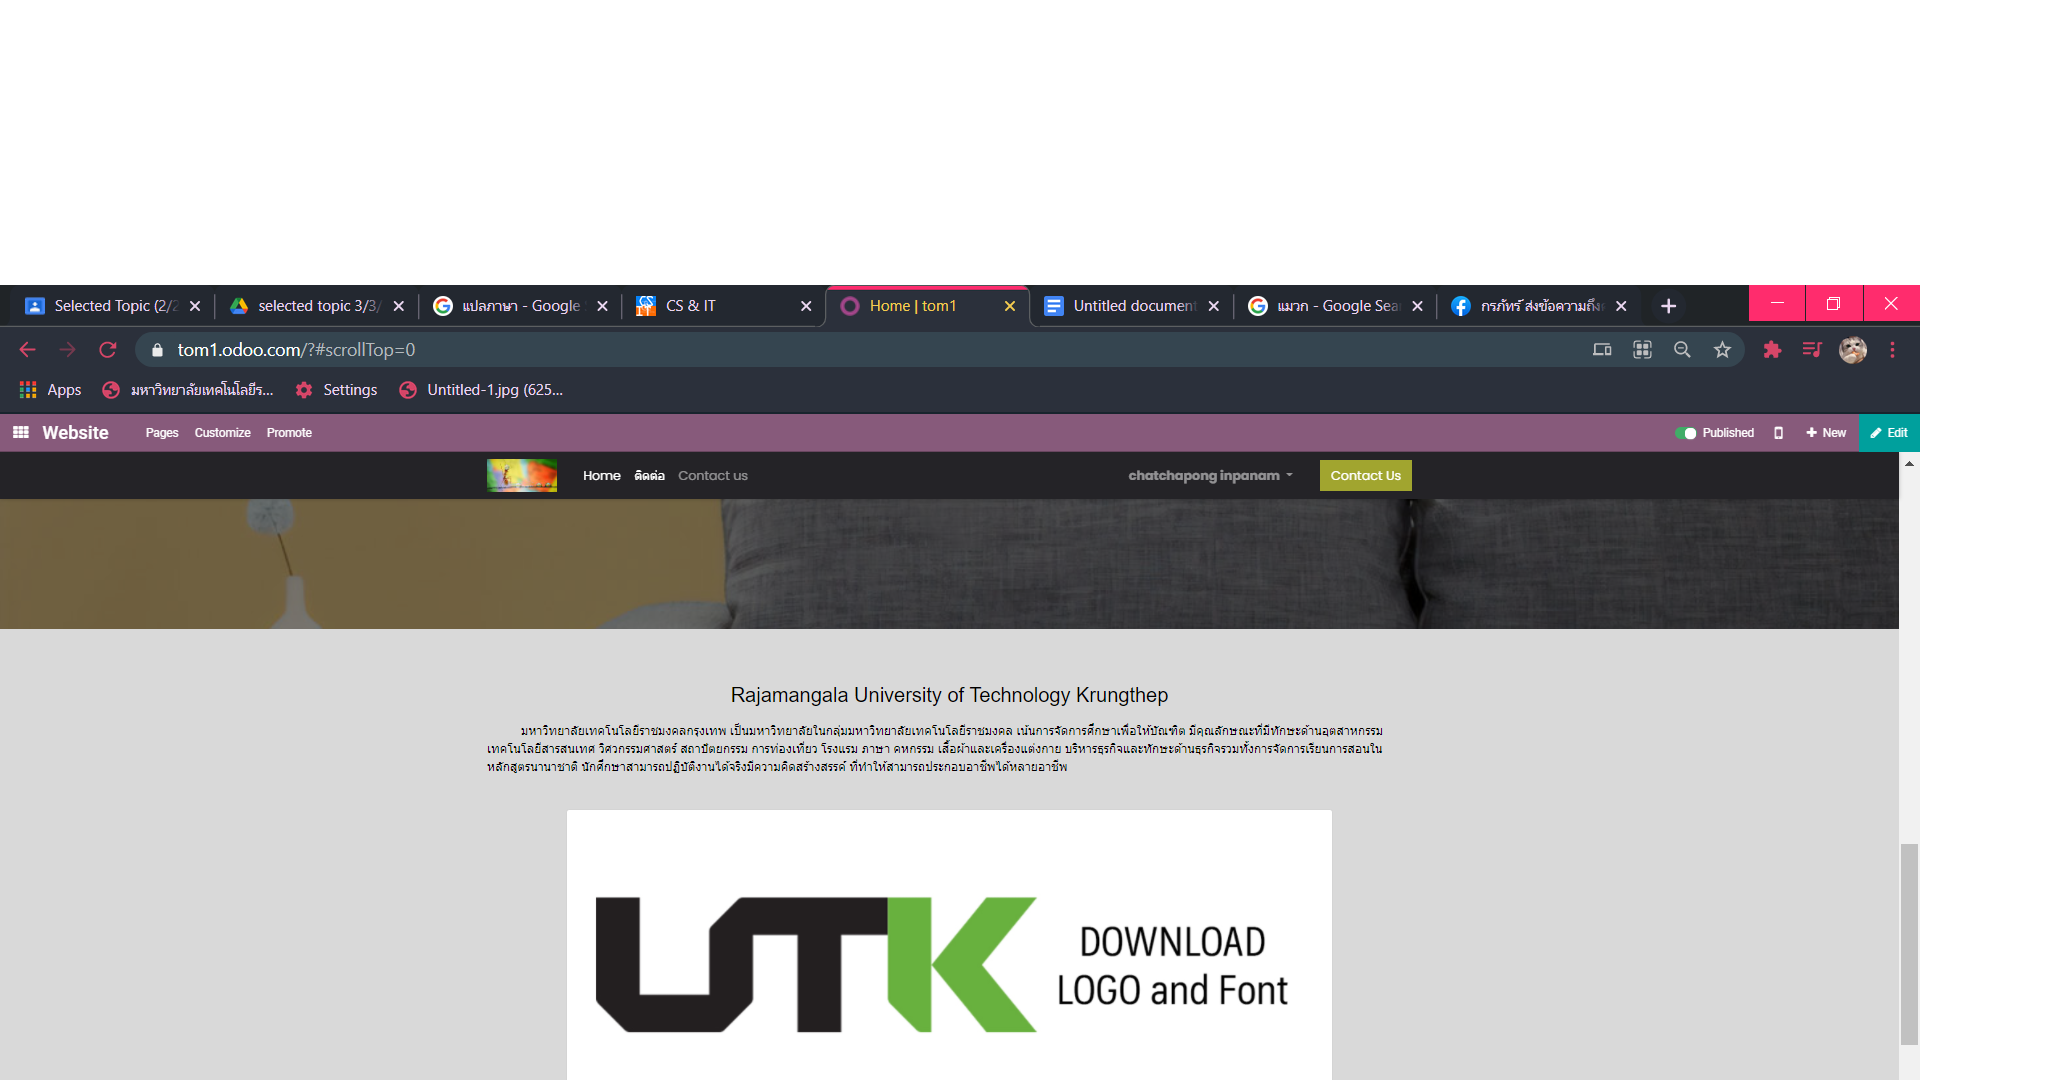 Selected Topic (2/2
selected topic 3/3/
แปลภาษา - Google
CS & IT
Home | tom1
Untitled document
แมวก - Google Sea
กรภัทร์ ส่งข้อความถึงคุ
tom1.odoo.com/?#scrollTop=0
Apps
มหาวิทยาลัยเทคโนโลยีร...
Settings
Untitled-1.jpg (625...
Website
Pages
Customize
Promote
Published
New
Edit
Home
ติดต่อ
Contact us
chatchapong inpanam
Contact Us
Rajamangala University of Technology Krungthep
มหาวิทยาลัยเทคโนโลยีราชมงคลกรุงเทพ เป็นมหาวิทยาลัยในกลุ่มมหาวิทยาลัยเทคโนโลยีราชมงคล เน้นการจัดการศึกษาเพื่อให้บัณฑิต มีคุณลักษณะที่มีทักษะด้านอุตสาหกรรม
เทคโนโลยีสารสนเทศ วิศวกรรมศาสตร์ สถาปัตยกรรม การท่องเที่ยว โรงแรม ภาษา คหกรรม เสื้อผ้าและเครื่องแต่งกาย บริหารธุรกิจและทักษะด้านธุรกิจรวมทั้งการจัดการเรียนการสอนใน
หลักสูตรนานาชาติ นักศึกษาสามารถปฏิบัติงานได้จริงมีความคิดสร้างสรรค์ ที่ทำให้สามารถประกอบอาชีพได้หลายอาชีพ
UTK
DOWNLOAD
LOGO and Font